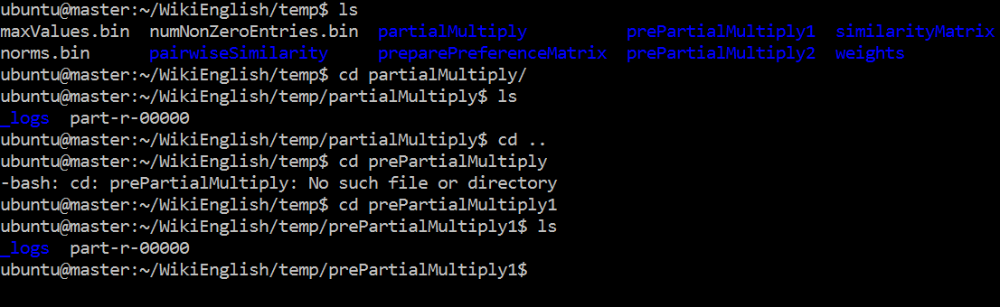 ubuntu@master:~/WikiEnglish/temp$ ls
maxValues.bin  numNonZeroEntries.bin  partialMultiply          prePartialMultiply1  similarityMatrix
norms.bin      pairwiseSimilarity     preparePreferenceMatrix  prePartialMultiply2  weights
ubuntu@master:~/WikiEnglish/temp$ cd partialMultiply/
ubuntu@master:~/WikiEnglish/temp/partialMultiply$ ls
_logs  part-r-00000
ubuntu@master:~/WikiEnglish/temp/partialMultiply$ cd ..
ubuntu@master:~/WikiEnglish/temp$ cd prePartialMultiply
-bash: cd: prePartialMultiply: No such file or directory
ubuntu@master:~/WikiEnglish/temp$ cd prePartialMultiply1
ubuntu@master:~/WikiEnglish/temp/prePartialMultiply1$ ls
_logs  part-r-00000
ubuntu@master:~/WikiEnglish/temp/prePartialMultiply1$